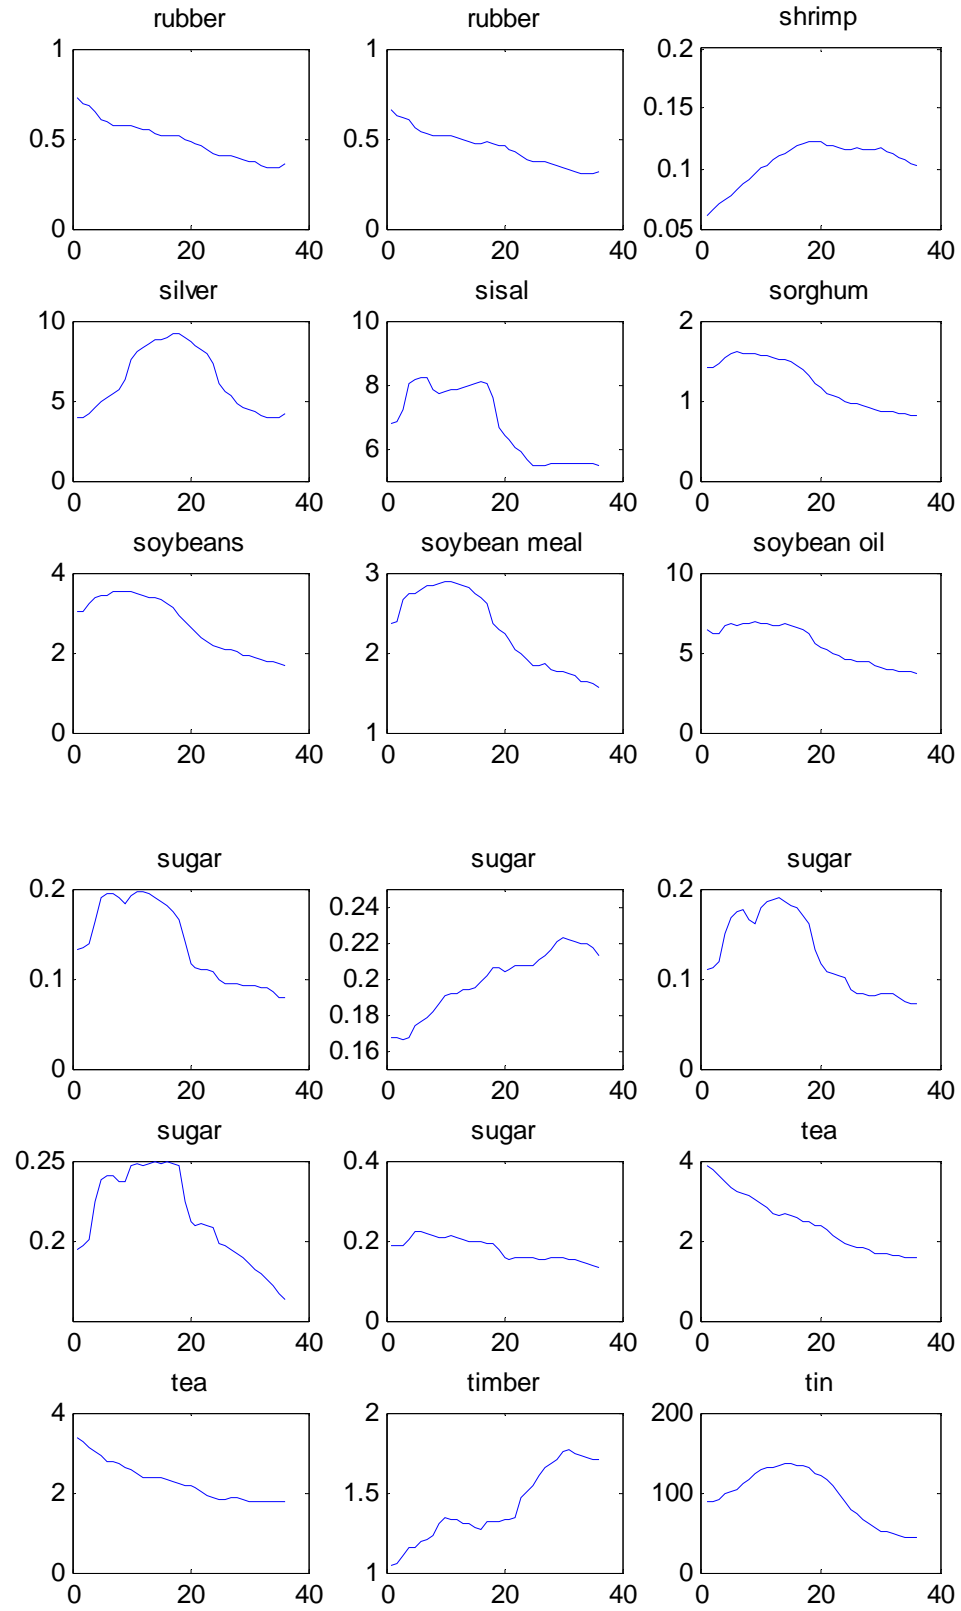 rubber rubber shrimp
1 1 0.2
0.15
0.5 0.5
0.1
0 0 0.05
0 20 40 0 20 40 0 20 40
silver sisal sorghum
10 10 2
8
5 1
6
0 0
0 20 40 0 20 40 0 20 40
soybeans soybean meal soybean oil
4 3 10
2 2 5
0 1 0
0 20 40 0 20 40 0 20 40
sugar sugar sugar
0.2 0.2
0.24
0.22
0.1 0.2 0.1
0.18
0.16
0 0
0 20 40 0 20 40 0 20 40
sugar sugar tea
0.25 0.4 4
0.2 0.2 2
0 0
0 20 40 0 20 40 0 20 40
tea timber tin
4 2 200
2 1.5 100
0 1 0
0 20 40 0 20 40 0 20 40